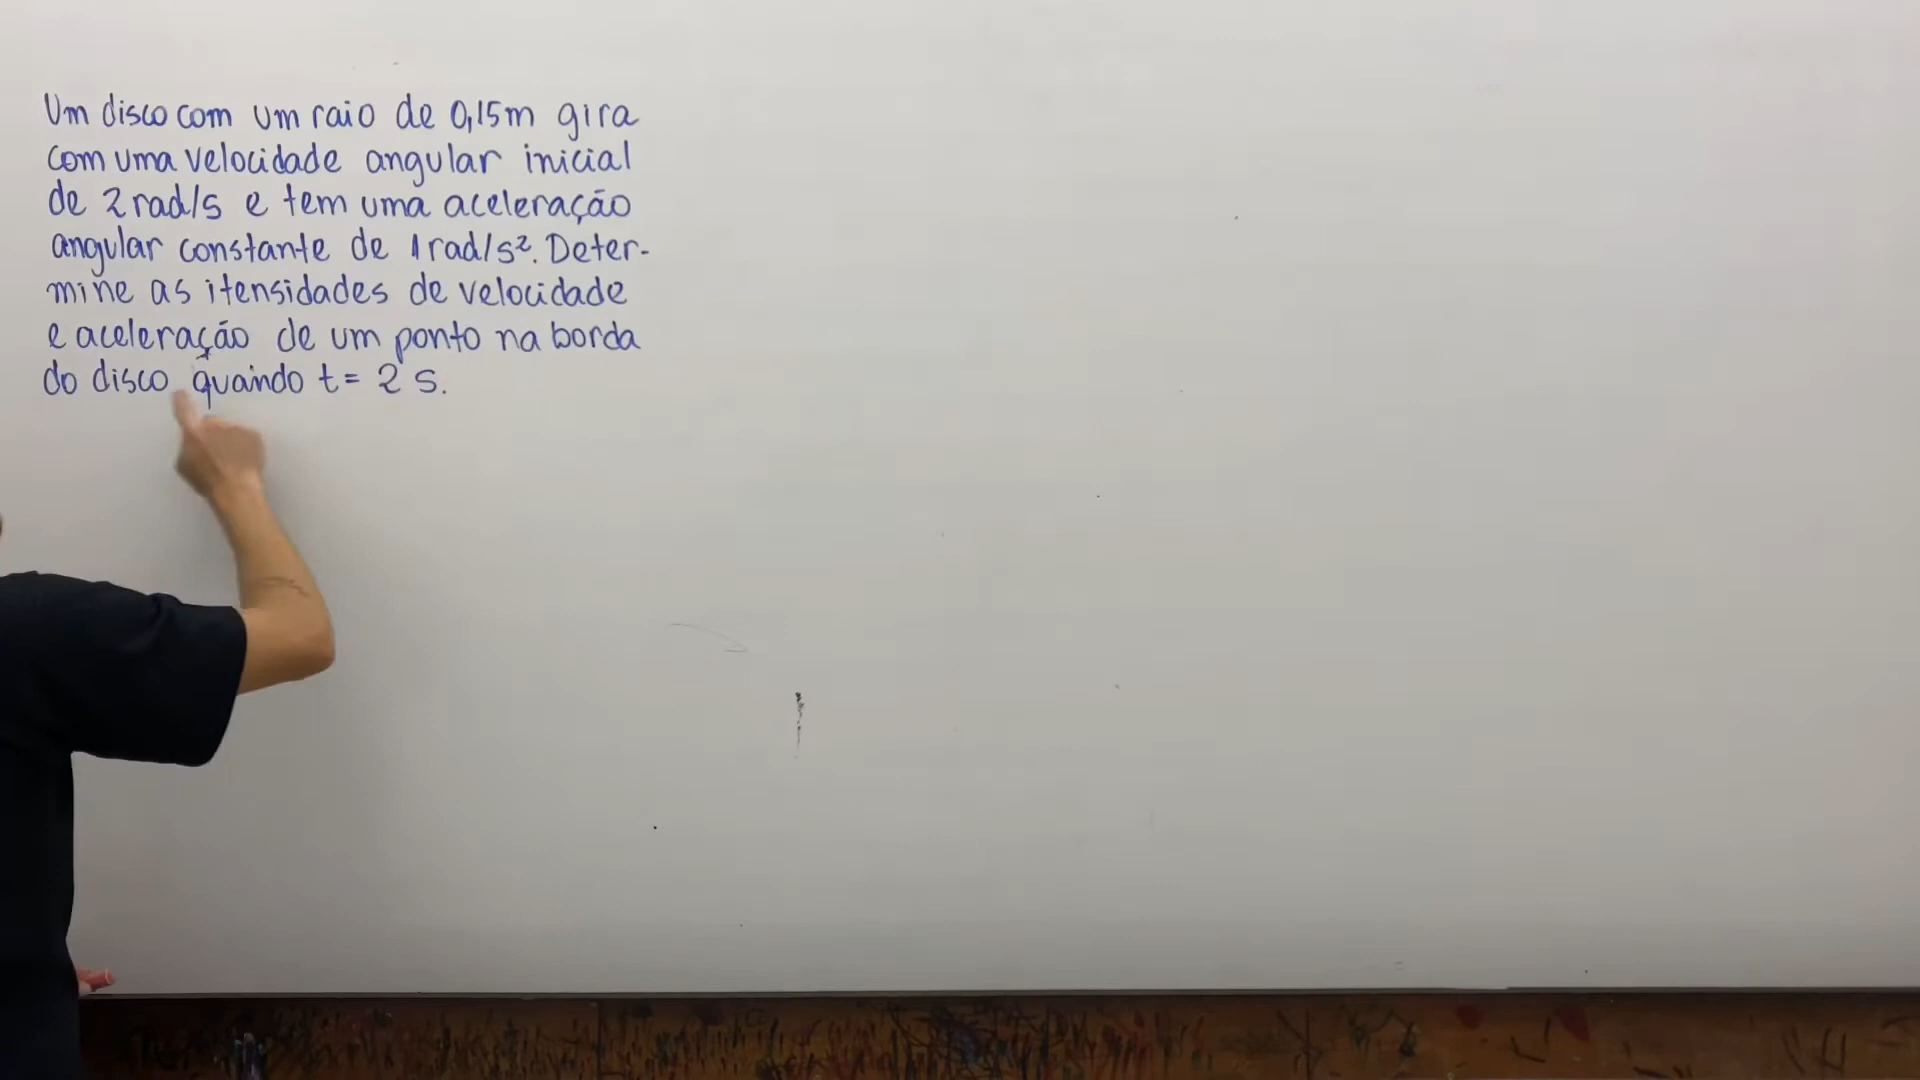 Um disco com um raio de 0,15m gira
com uma velocidade angular inicial
de 2 rad/s e tem uma aceleração
angular constante de 1 rad/s². Deter-
mine as itensidades de velocidade
e aceleração de um ponto na borda
do disco quando t = 2 s.